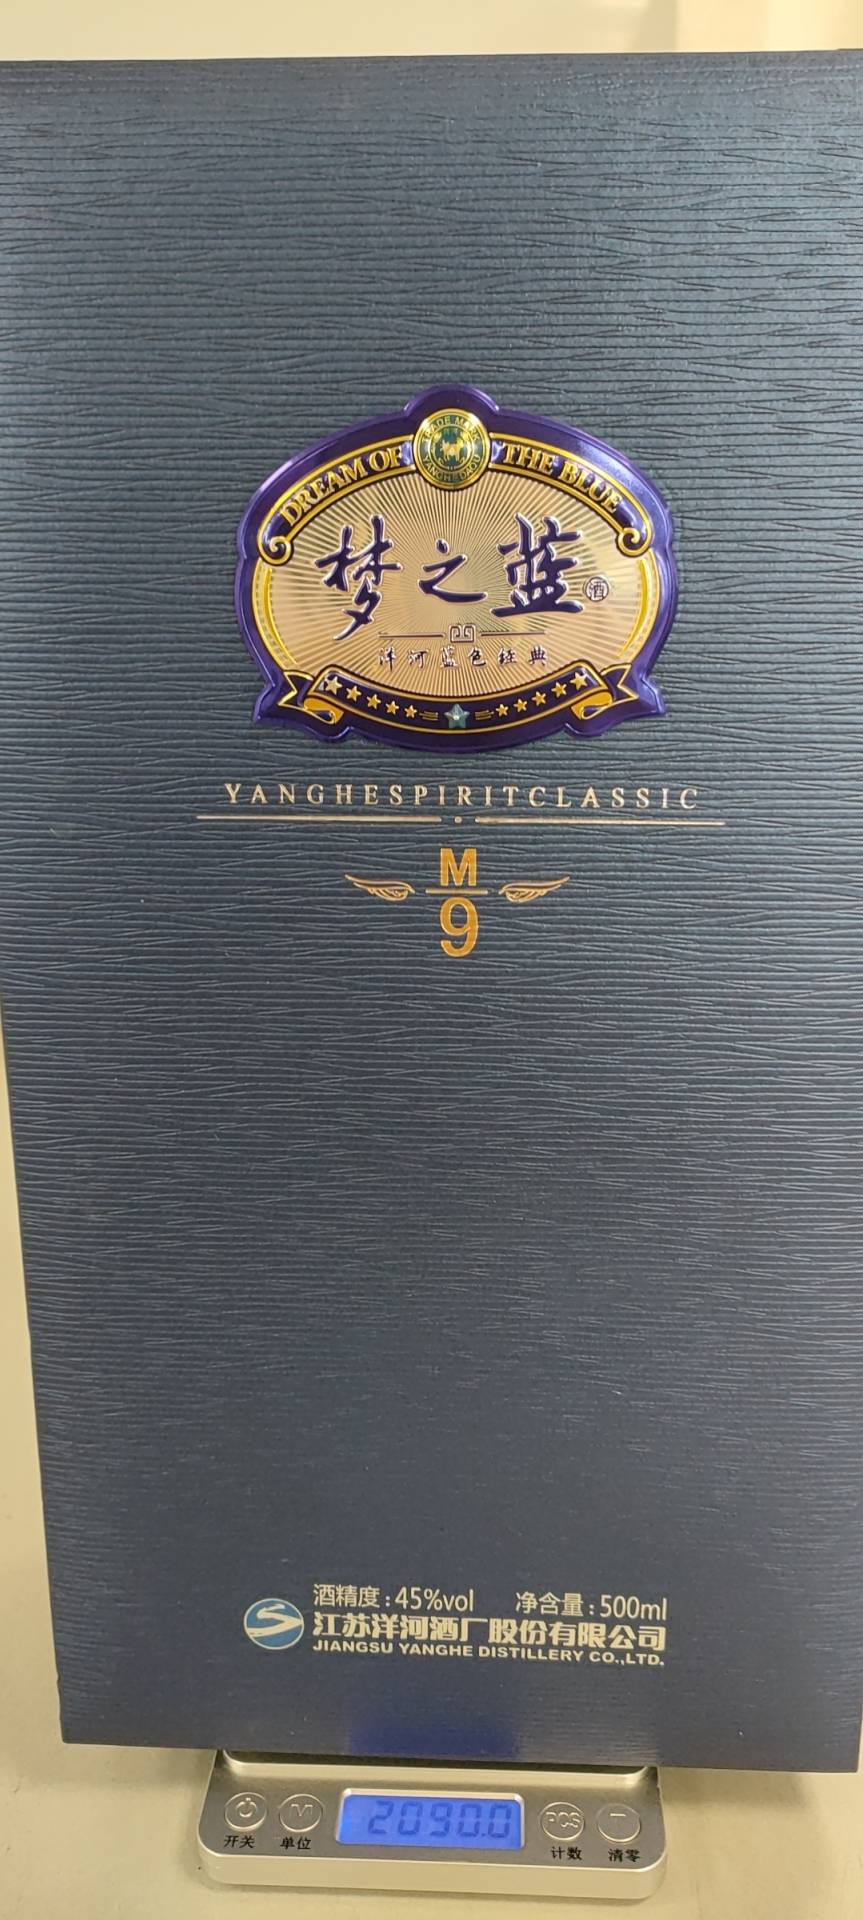 TRADE MARK
YANGHE DAQU
DREAM OF THE BLUE
梦之蓝 酒
洋河蓝色经典
YANGHESPIRITCLASSIC
M
9
酒精度:45%vol 净含量:500ml
江苏洋河酒厂股份有限公司
JIANGSU YANGHE DISTILLERY CO.,LTD.
M 2090.0 PCS T
开关 单位 计数 清零